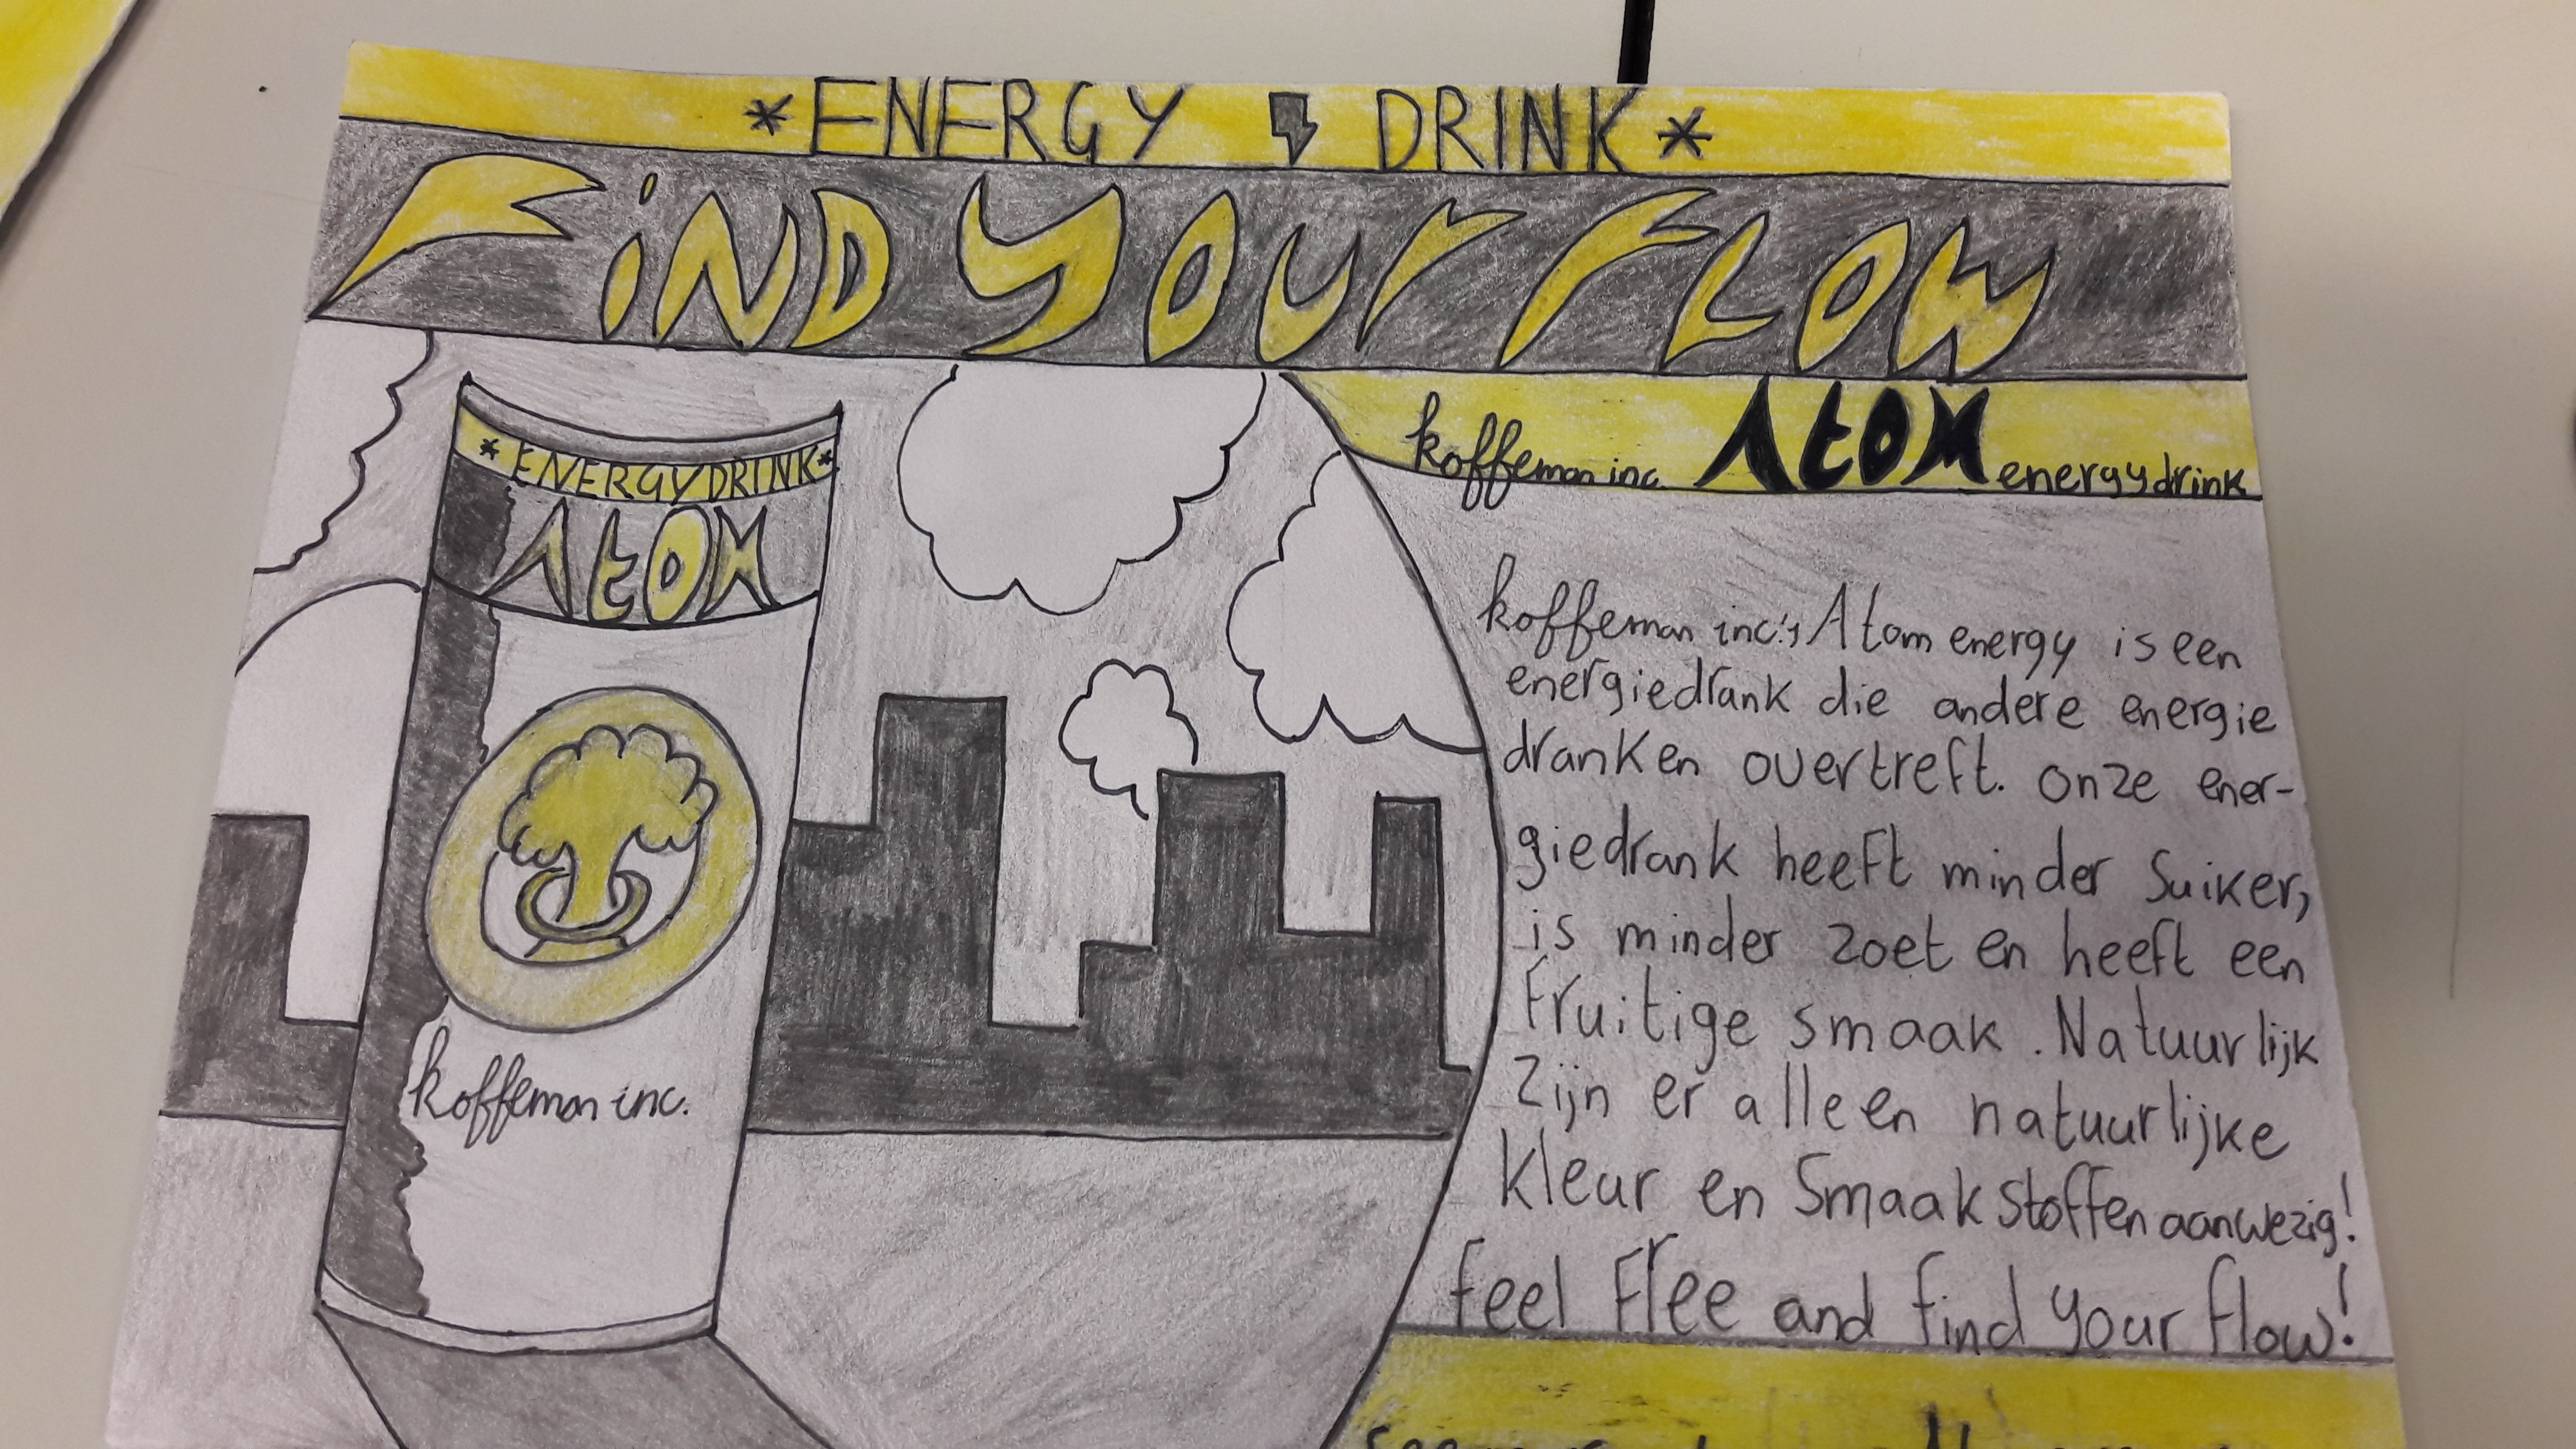 * ENERGY DRINK *
FiND YOUr FLOW
koffeman inc. AtOM energydrink
* ENERGYDRINK *
AtOM
koffeman inc.
koffeman inc.'s Atom energy is een
energiedrank die andere energie
dranken overtreft. onze ener-
giedrank heeft minder Suiker,
is minder zoet en heeft een
fruitige smaak. Natuurlijk
Zijn er alleen natuurlijke
kleur en Smaakstoffen aanwezig!
feel Free and find your flow!